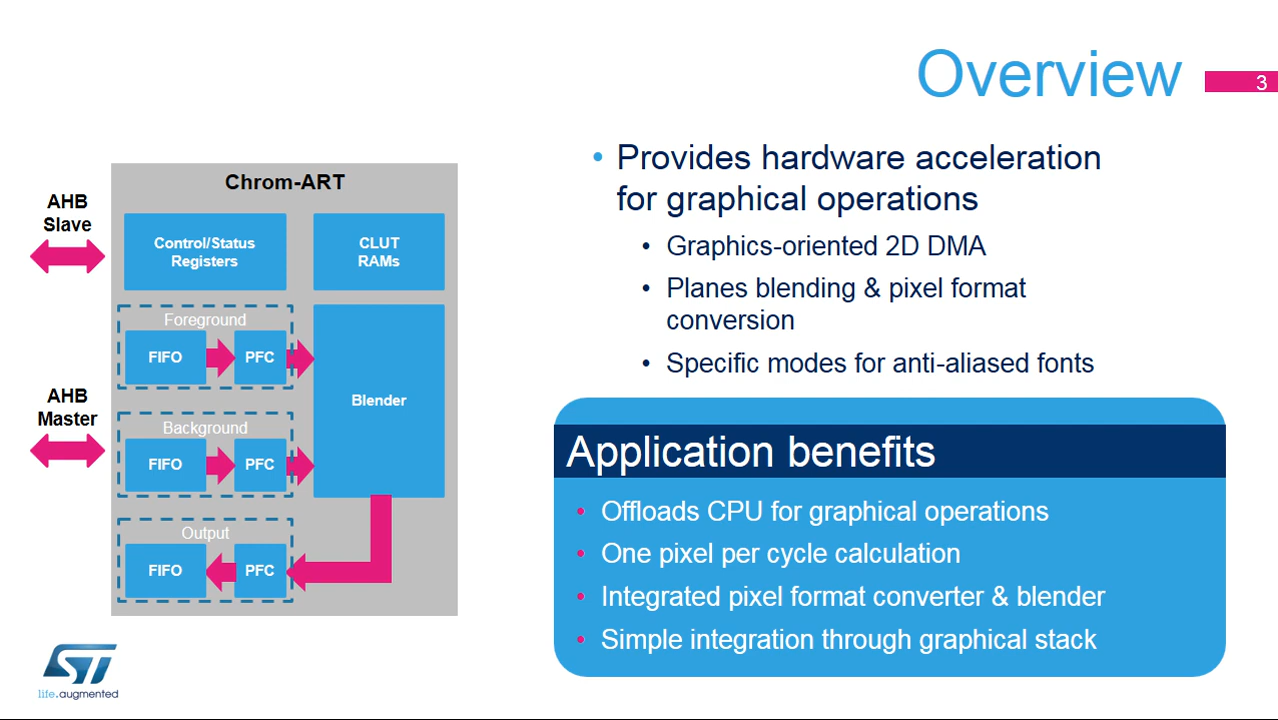 Overview
3
Chrom-ART
AHB
Slave
Control/Status
Registers
CLUT
RAMs
Foreground
FIFO
PFC
Blender
AHB
Master
Background
FIFO
PFC
Output
FIFO
PFC
• Provides hardware acceleration
for graphical operations
• Graphics-oriented 2D DMA
• Planes blending & pixel format
conversion
• Specific modes for anti-aliased fonts
Application benefits
• Offloads CPU for graphical operations
• One pixel per cycle calculation
• Integrated pixel format converter & blender
• Simple integration through graphical stack
ST
life.augmented